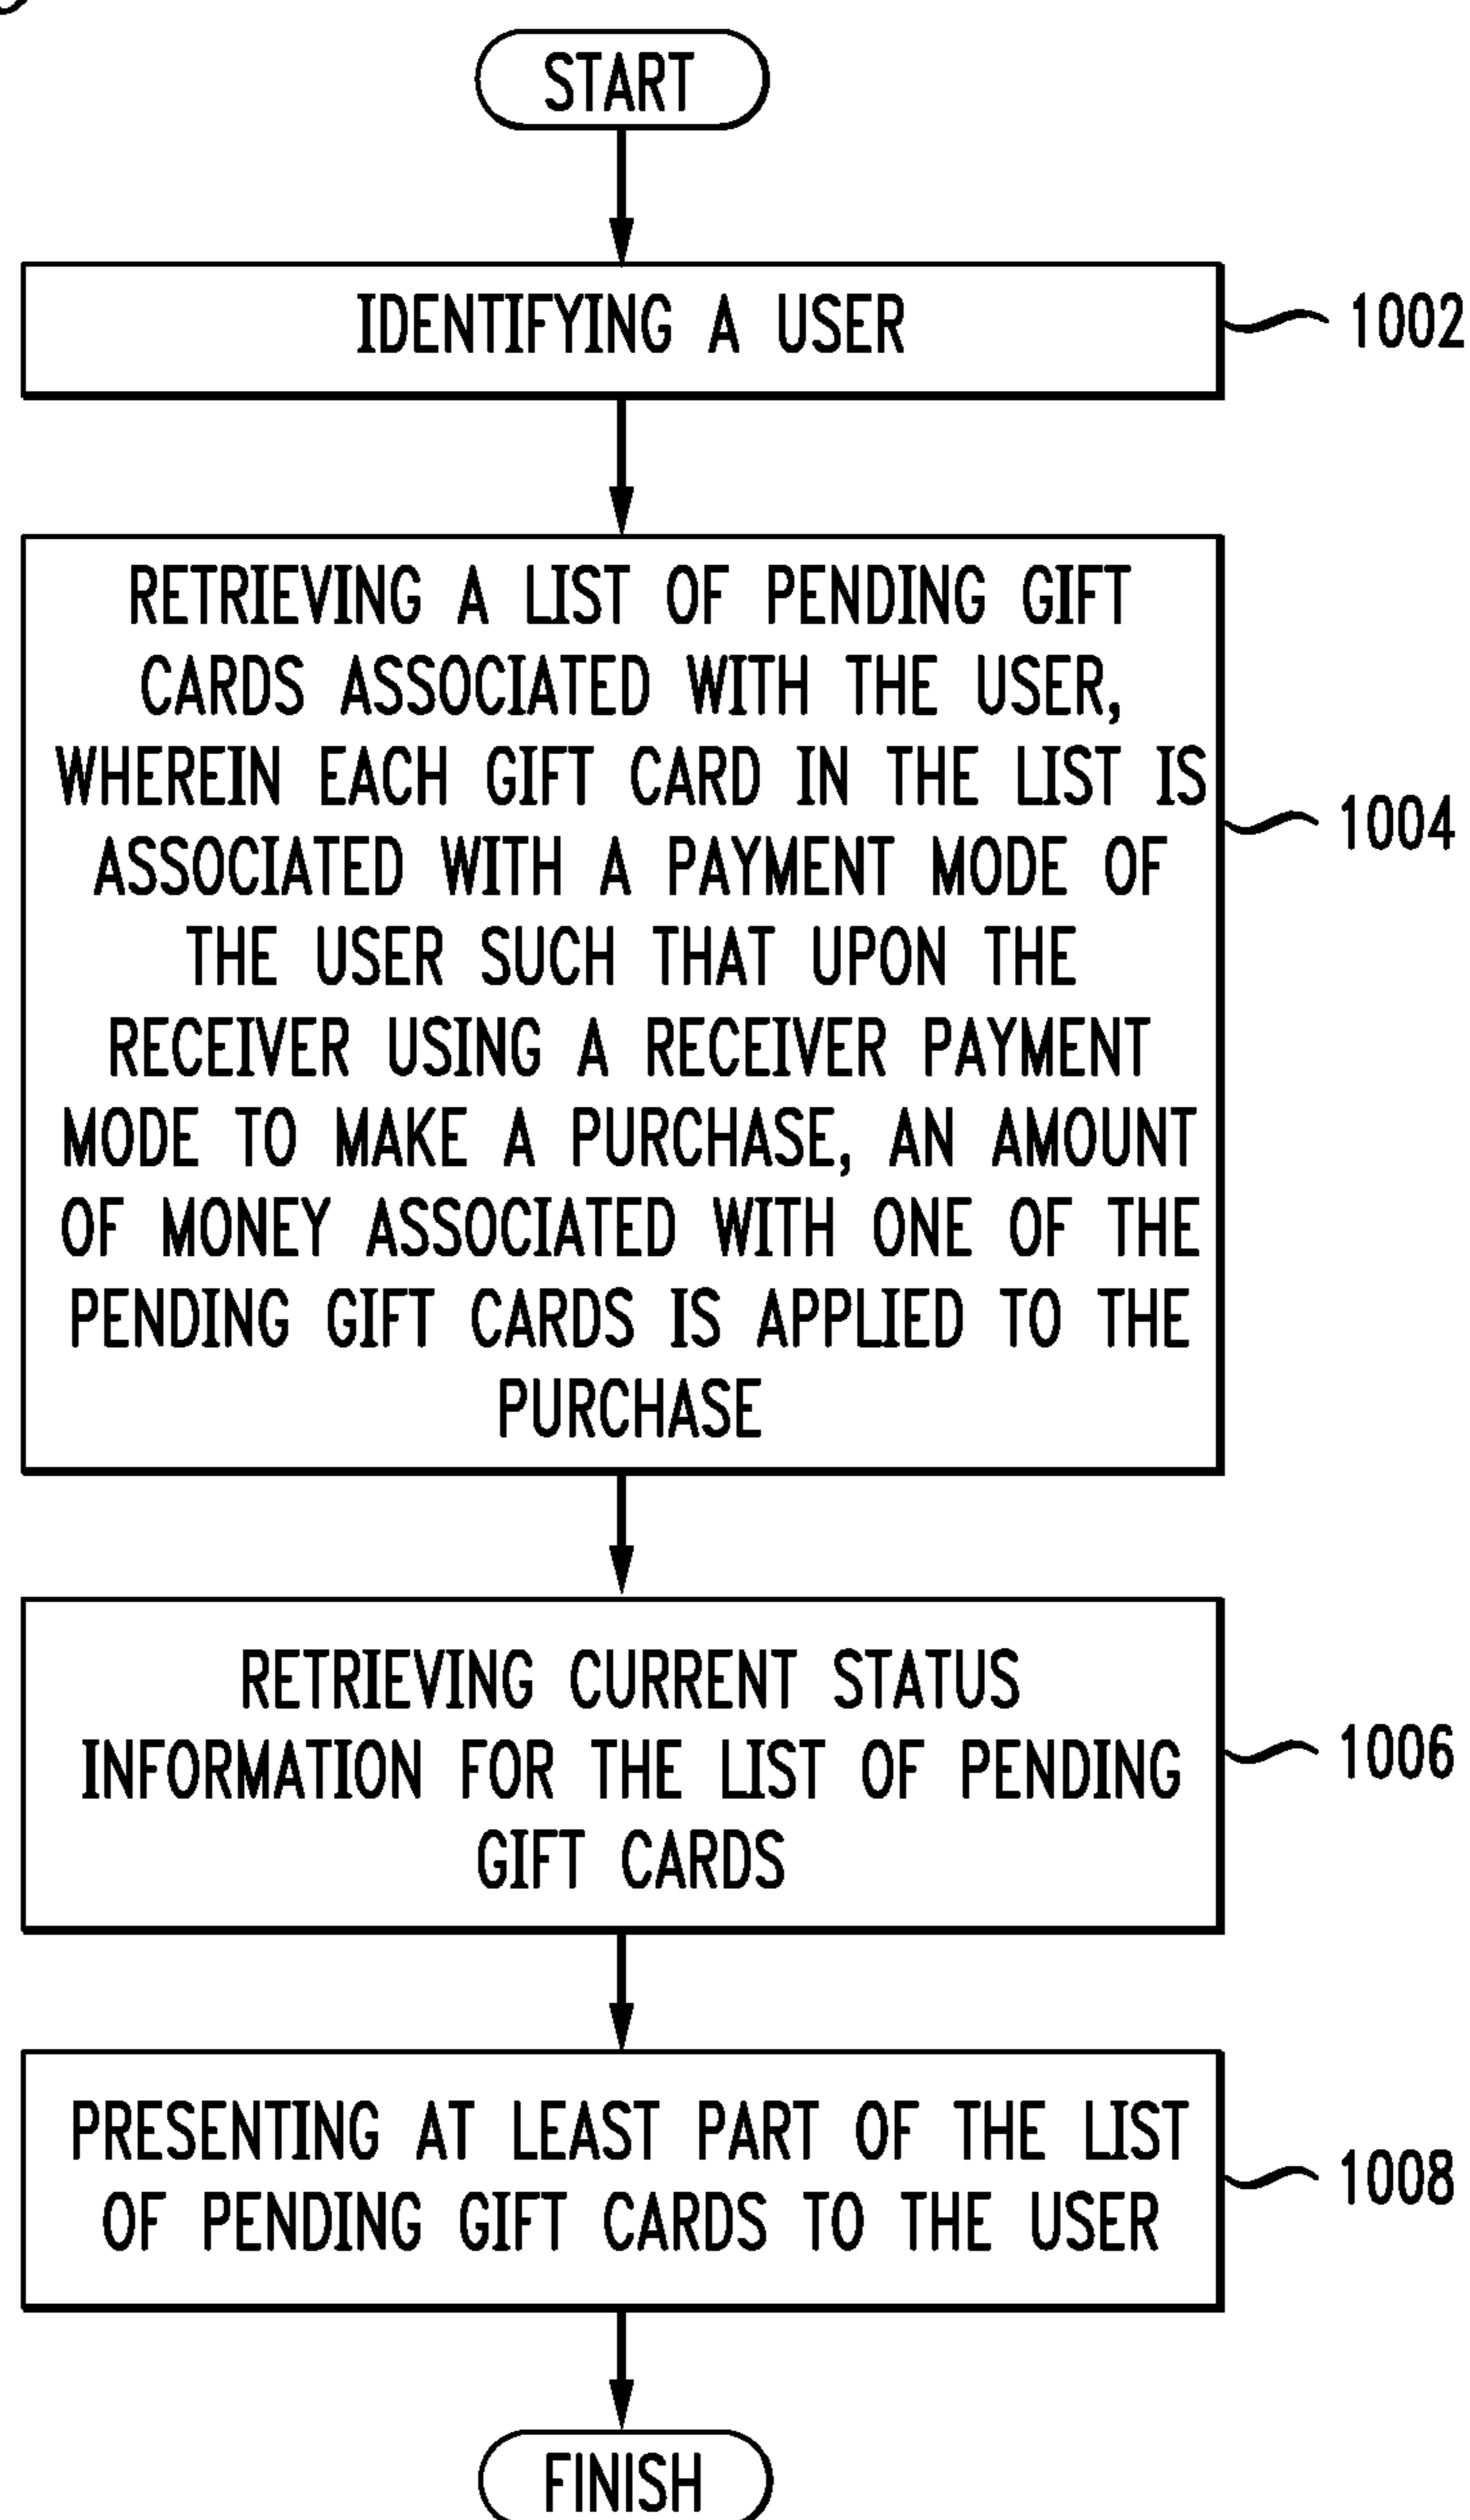 START
IDENTIFYING A USER
1002
RETRIEVING A LIST OF PENDING GIFT
CARDS ASSOCIATED WITH THE USER,
WHEREIN EACH GIFT CARD IN THE LIST IS
ASSOCIATED WITH A PAYMENT MODE OF
THE USER SUCH THAT UPON THE
RECEIVER USING A RECEIVER PAYMENT
MODE TO MAKE A PURCHASE, AN AMOUNT
OF MONEY ASSOCIATED WITH ONE OF THE
PENDING GIFT CARDS IS APPLIED TO THE
PURCHASE
1004
RETRIEVING CURRENT STATUS
INFORMATION FOR THE LIST OF PENDING
GIFT CARDS
1006
PRESENTING AT LEAST PART OF THE LIST
OF PENDING GIFT CARDS TO THE USER
1008
FINISH